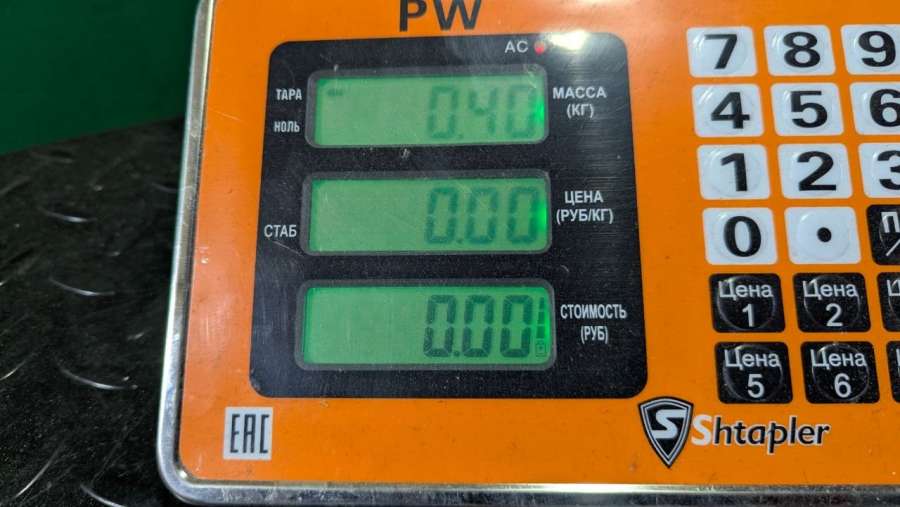 PW
AC
ТАРА
НОЛЬ
0.40
МАССА
(КГ)
СТАБ
0.00
ЦЕНА
(РУБ/КГ)
0.00
СТОИМОСТЬ
(РУБ)
7 8 9
4 5 6
1 2 3
0 .
Цена
1
Цена
2
Цена
5
Цена
6
EAC
S Shtapler